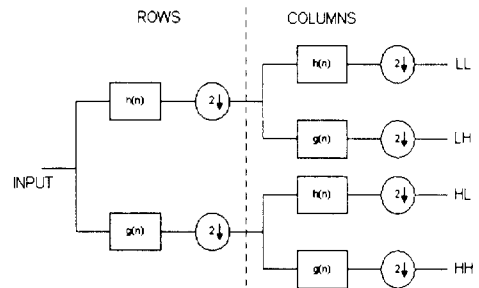 ROWS COLUMNS
h(n) 2↓ LL
h(n) 2↓
g(n) 2↓ LH
INPUT
h(n) 2↓ HL
g(n) 2↓
g(n) 2↓ HH